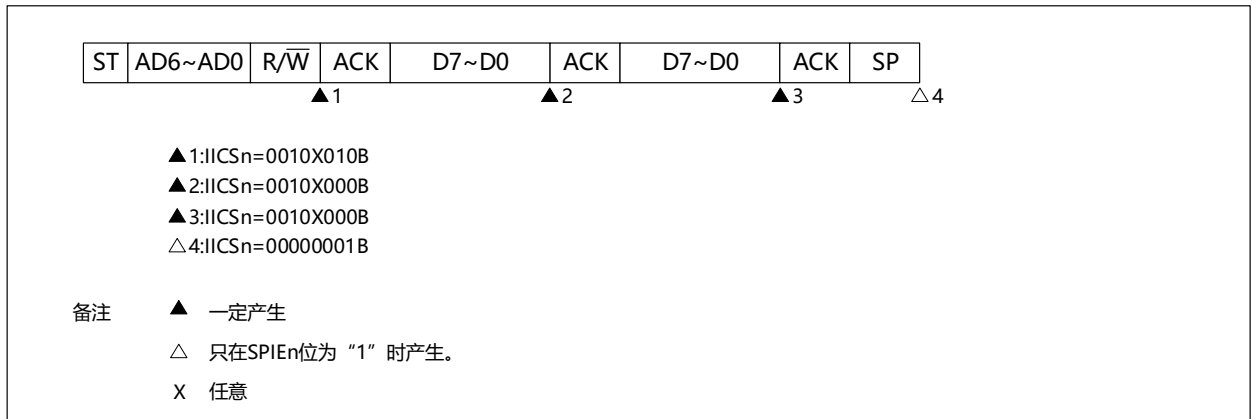 ST AD6~AD0 R/W̅ ACK D7~D0 ACK D7~D0 ACK SP
▲1 ▲2 ▲3 △4
▲1:IICSn=0010X010B
▲2:IICSn=0010X000B
▲3:IICSn=0010X000B
△4:IICSn=00000001B
备注 ▲ 一定产生
△ 只在SPIEn位为“1”时产生。
X 任意